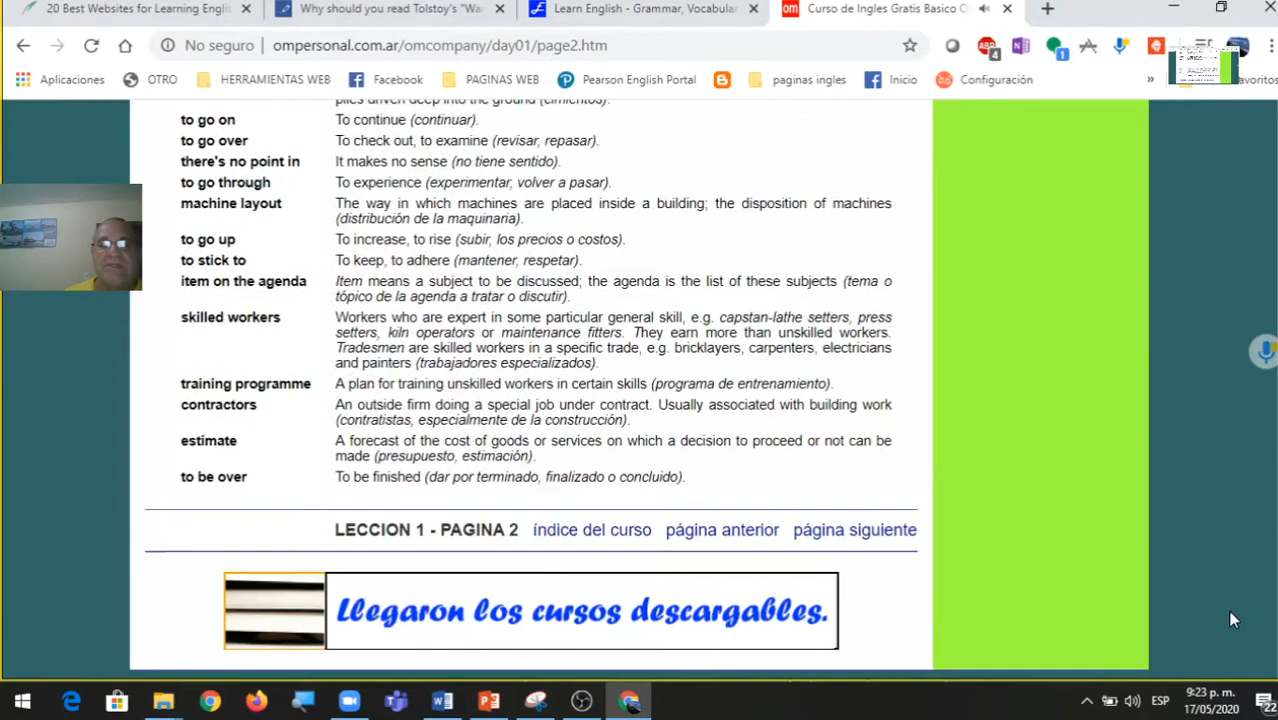 20 Best Websites for Learning Engli
Why should you read Tolstoy's "Wa
Learn English - Grammar, Vocabula
Curso de Ingles Gratis Basico O
No seguro
ompersonal.com.ar/omcompany/day01/page2.htm
Aplicaciones
OTRO
HERRAMIENTAS WEB
Facebook
PAGINAS WEB
Pearson English Portal
paginas ingles
Inicio
Configuración
»
avoritos
piles driven deep into the ground (cimientos).
to go on To continue (continuar).
to go over To check out, to examine (revisar, repasar).
there's no point in It makes no sense (no tiene sentido).
to go through To experience (experimentar, volver a pasar).
machine layout The way in which machines are placed inside a building; the disposition of machines
(distribución de la maquinaria).
to go up To increase, to rise (subir, los precios o costos).
to stick to To keep, to adhere (mantener, respetar).
item on the agenda Item means a subject to be discussed; the agenda is the list of these subjects (tema o
tópico de la agenda a tratar o discutir).
skilled workers Workers who are expert in some particular general skill, e.g. capstan-lathe setters, press
setters, kiln operators or maintenance fitters. They earn more than unskilled workers.
Tradesmen are skilled workers in a specific trade, e.g. bricklayers, carpenters, electricians
and painters (trabajadores especializados).
training programme A plan for training unskilled workers in certain skills (programa de entrenamiento).
contractors An outside firm doing a special job under contract. Usually associated with building work
(contratistas, especialmente de la construcción).
estimate A forecast of the cost of goods or services on which a decision to proceed or not can be
made (presupuesto, estimación).
to be over To be finished (dar por terminado, finalizado o concluido).
LECCION 1 - PAGINA 2 índice del curso página anterior página siguiente
Llegaron los cursos descargables.
ESP
9:23 p. m.
17/05/2020
22